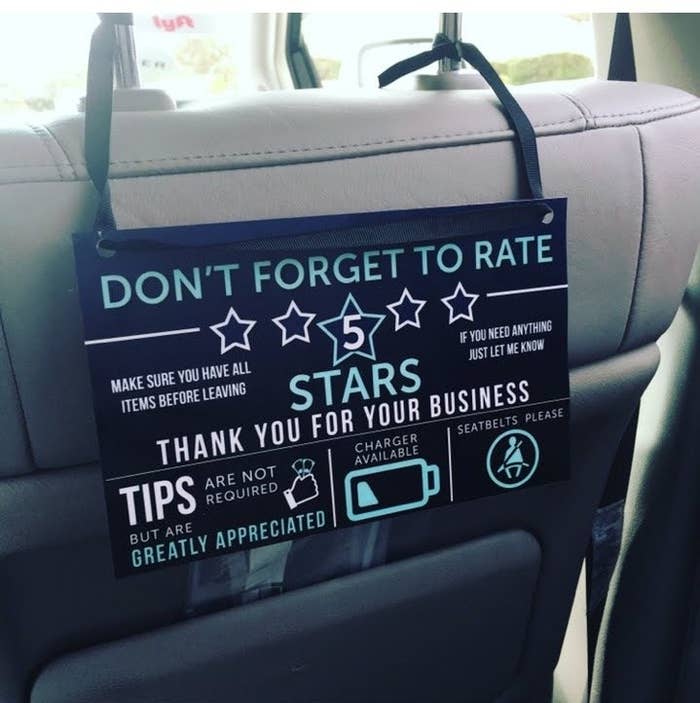 lyft
DON'T FORGET TO RATE
5
STARS
MAKE SURE YOU HAVE ALL
ITEMS BEFORE LEAVING
IF YOU NEED ANYTHING
JUST LET ME KNOW
THANK YOU FOR YOUR BUSINESS
TIPS ARE NOT
REQUIRED
BUT ARE
GREATLY APPRECIATED
CHARGER
AVAILABLE
SEATBELTS PLEASE